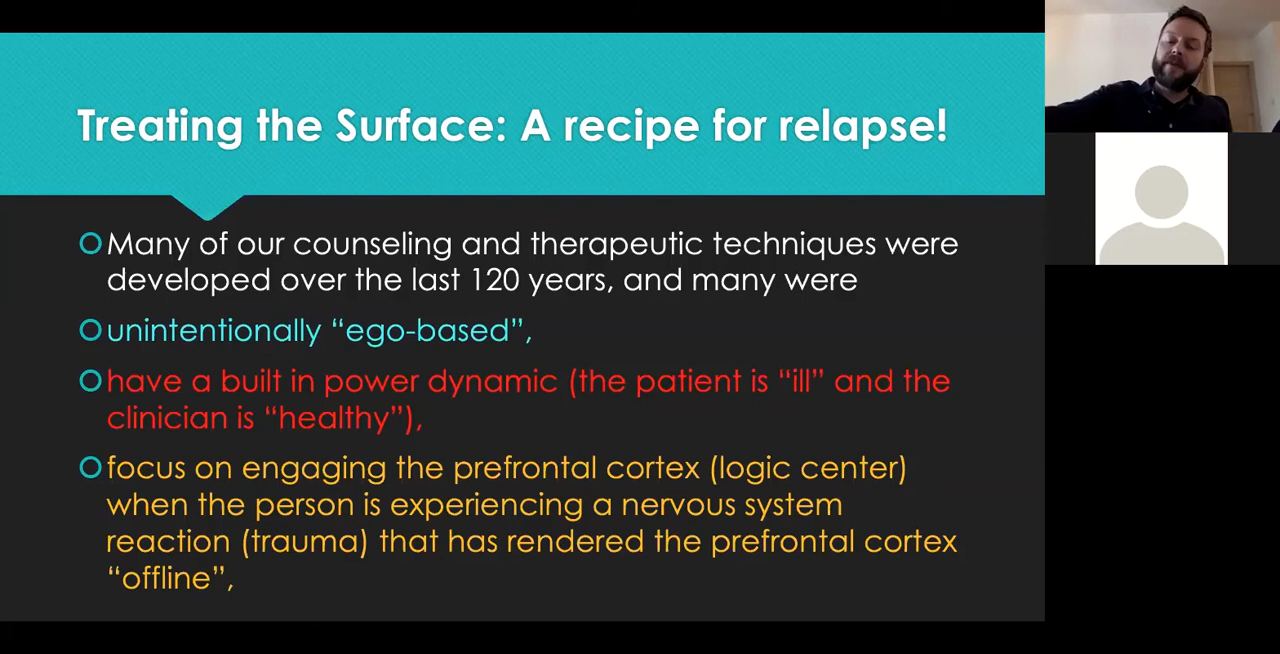 Treating the Surface: A recipe for relapse!
Many of our counseling and therapeutic techniques were
developed over the last 120 years, and many were
unintentionally “ego-based”,
have a built in power dynamic (the patient is “ill” and the
clinician is “healthy”),
focus on engaging the prefrontal cortex (logic center)
when the person is experiencing a nervous system
reaction (trauma) that has rendered the prefrontal cortex
“offline”,